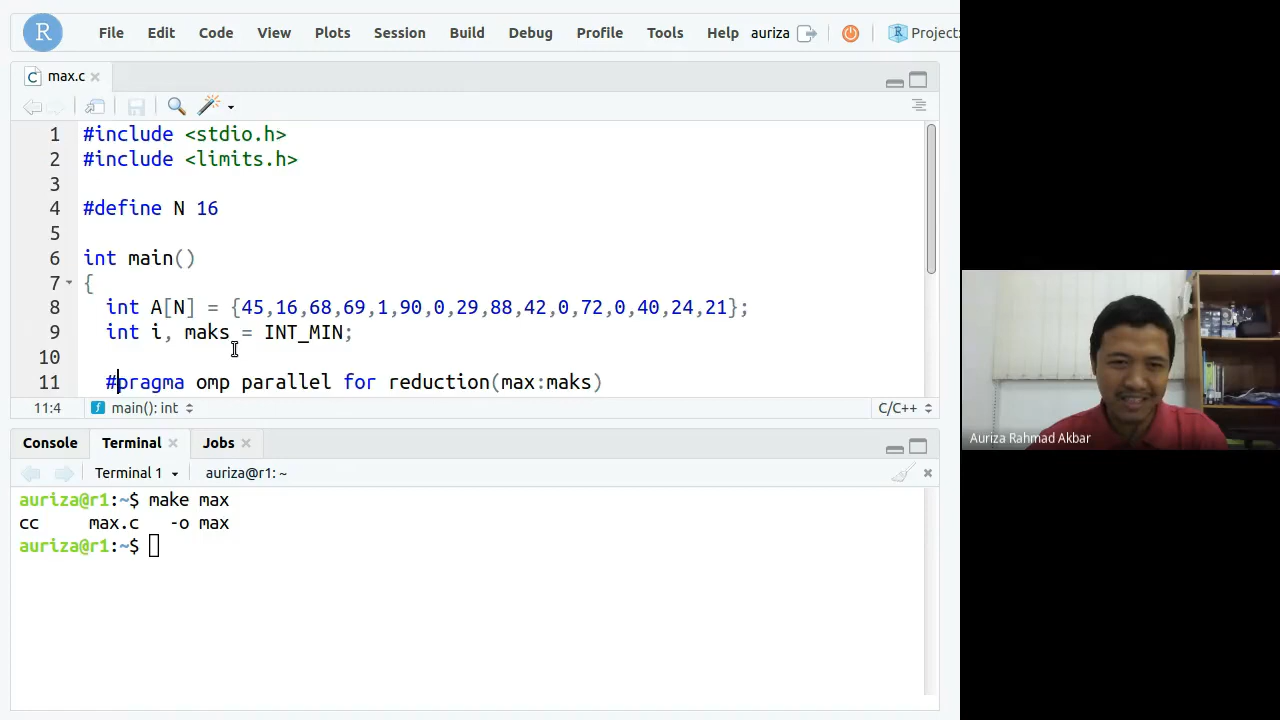 R File Edit Code View Plots Session Build Debug Profile Tools Help auriza Project:
max.c
1 #include <stdio.h>
2 #include <limits.h>
3
4 #define N 16
5
6 int main()
7 {
8 int A[N] = {45,16,68,69,1,90,0,29,88,42,0,72,0,40,24,21};
9 int i, maks = INT_MIN;
10
11 #pragma omp parallel for reduction(max:maks)
11:4 main(): int C/C++
Console Terminal Jobs
Terminal 1 auriza@r1: ~
auriza@r1:~$ make max
cc max.c -o max
auriza@r1:~$
Auriza Rahmad Akbar